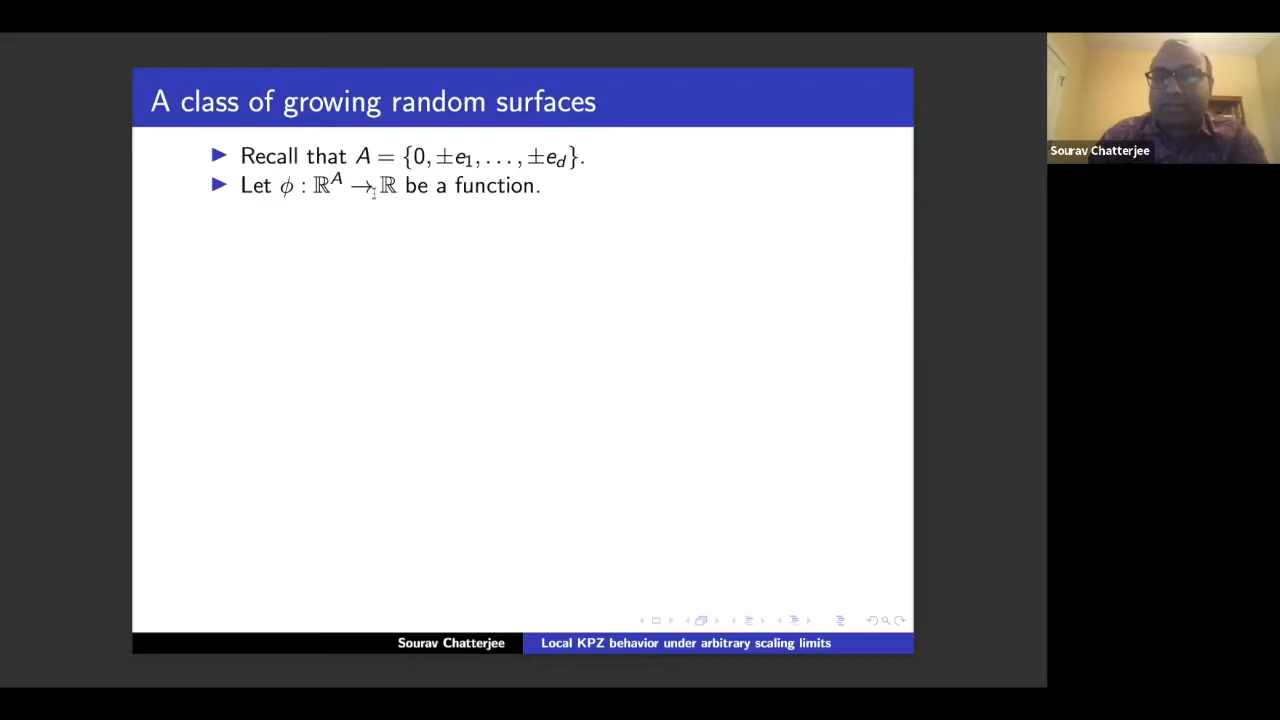 A class of growing random surfaces
▶ Recall that A = {0, ±e₁, . . . , ±e_d}.
▶ Let ϕ : ℝ^A → ℝ be a function.
Sourav Chatterjee
Sourav Chatterjee
Local KPZ behavior under arbitrary scaling limits